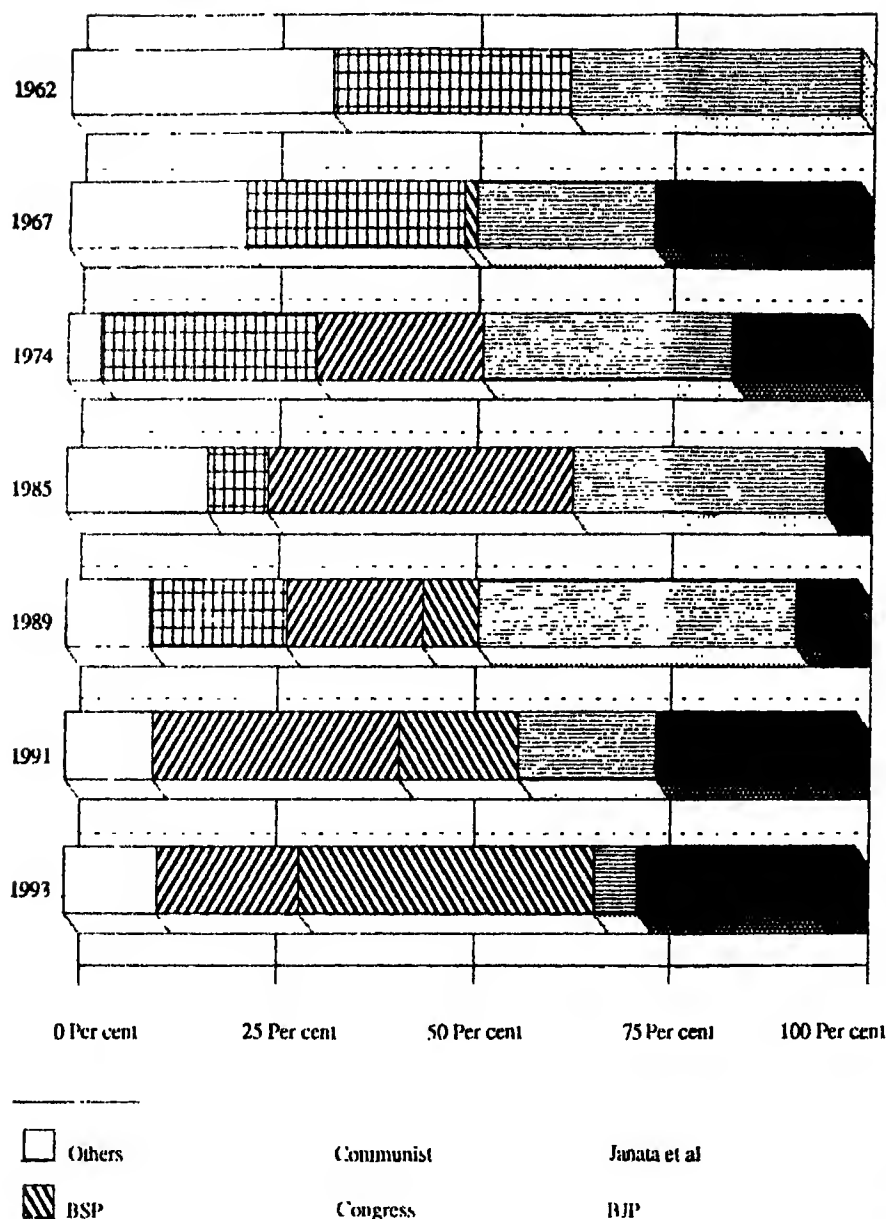 1962
1967
1974
1985
1989
1991
1993
0 Per cent 25 Per cent 50 Per cent 75 Per cent 100 Per cent
Others Communist Janata et al
BSP Congress BJP